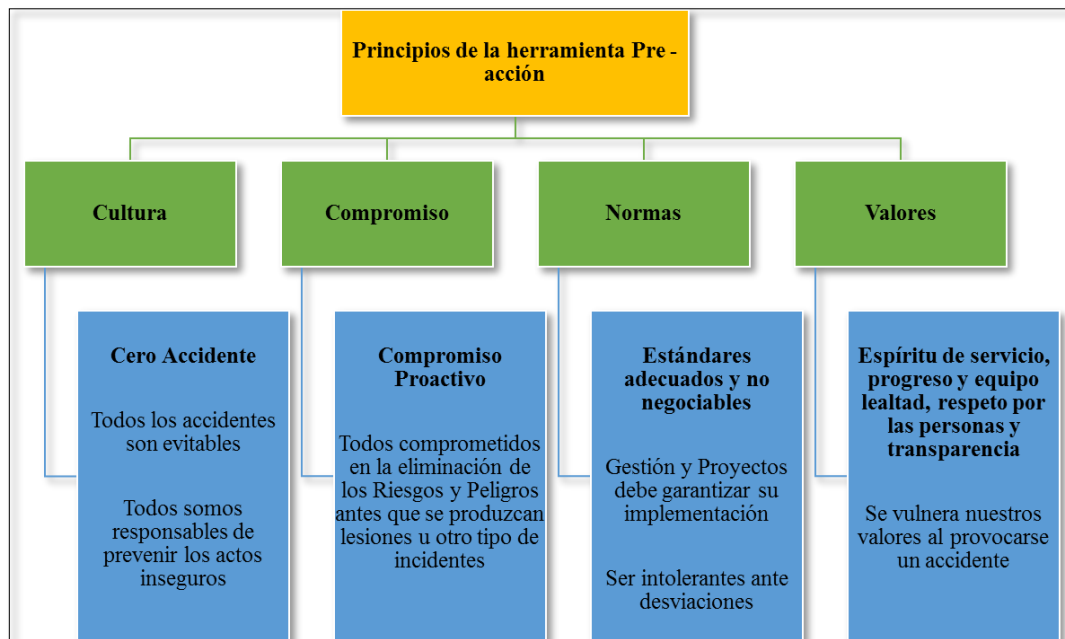 Principios de la herramienta Pre -
acción
Cultura
Compromiso
Normas
Valores
Cero Accidente
Todos los accidentes
son evitables
Todos somos
responsables de
prevenir los actos
inseguros
Compromiso
Proactivo
Todos comprometidos
en la eliminación de
los Riesgos y Peligros
antes que se produzcan
lesiones u otro tipo de
incidentes
Estándares
adecuados y no
negociables
Gestión y Proyectos
debe garantizar su
implementación
Ser intolerantes ante
desviaciones
Espíritu de servicio,
progreso y equipo
lealtad, respeto por
las personas y
transparencia
Se vulnera nuestros
valores al provocarse
un accidente